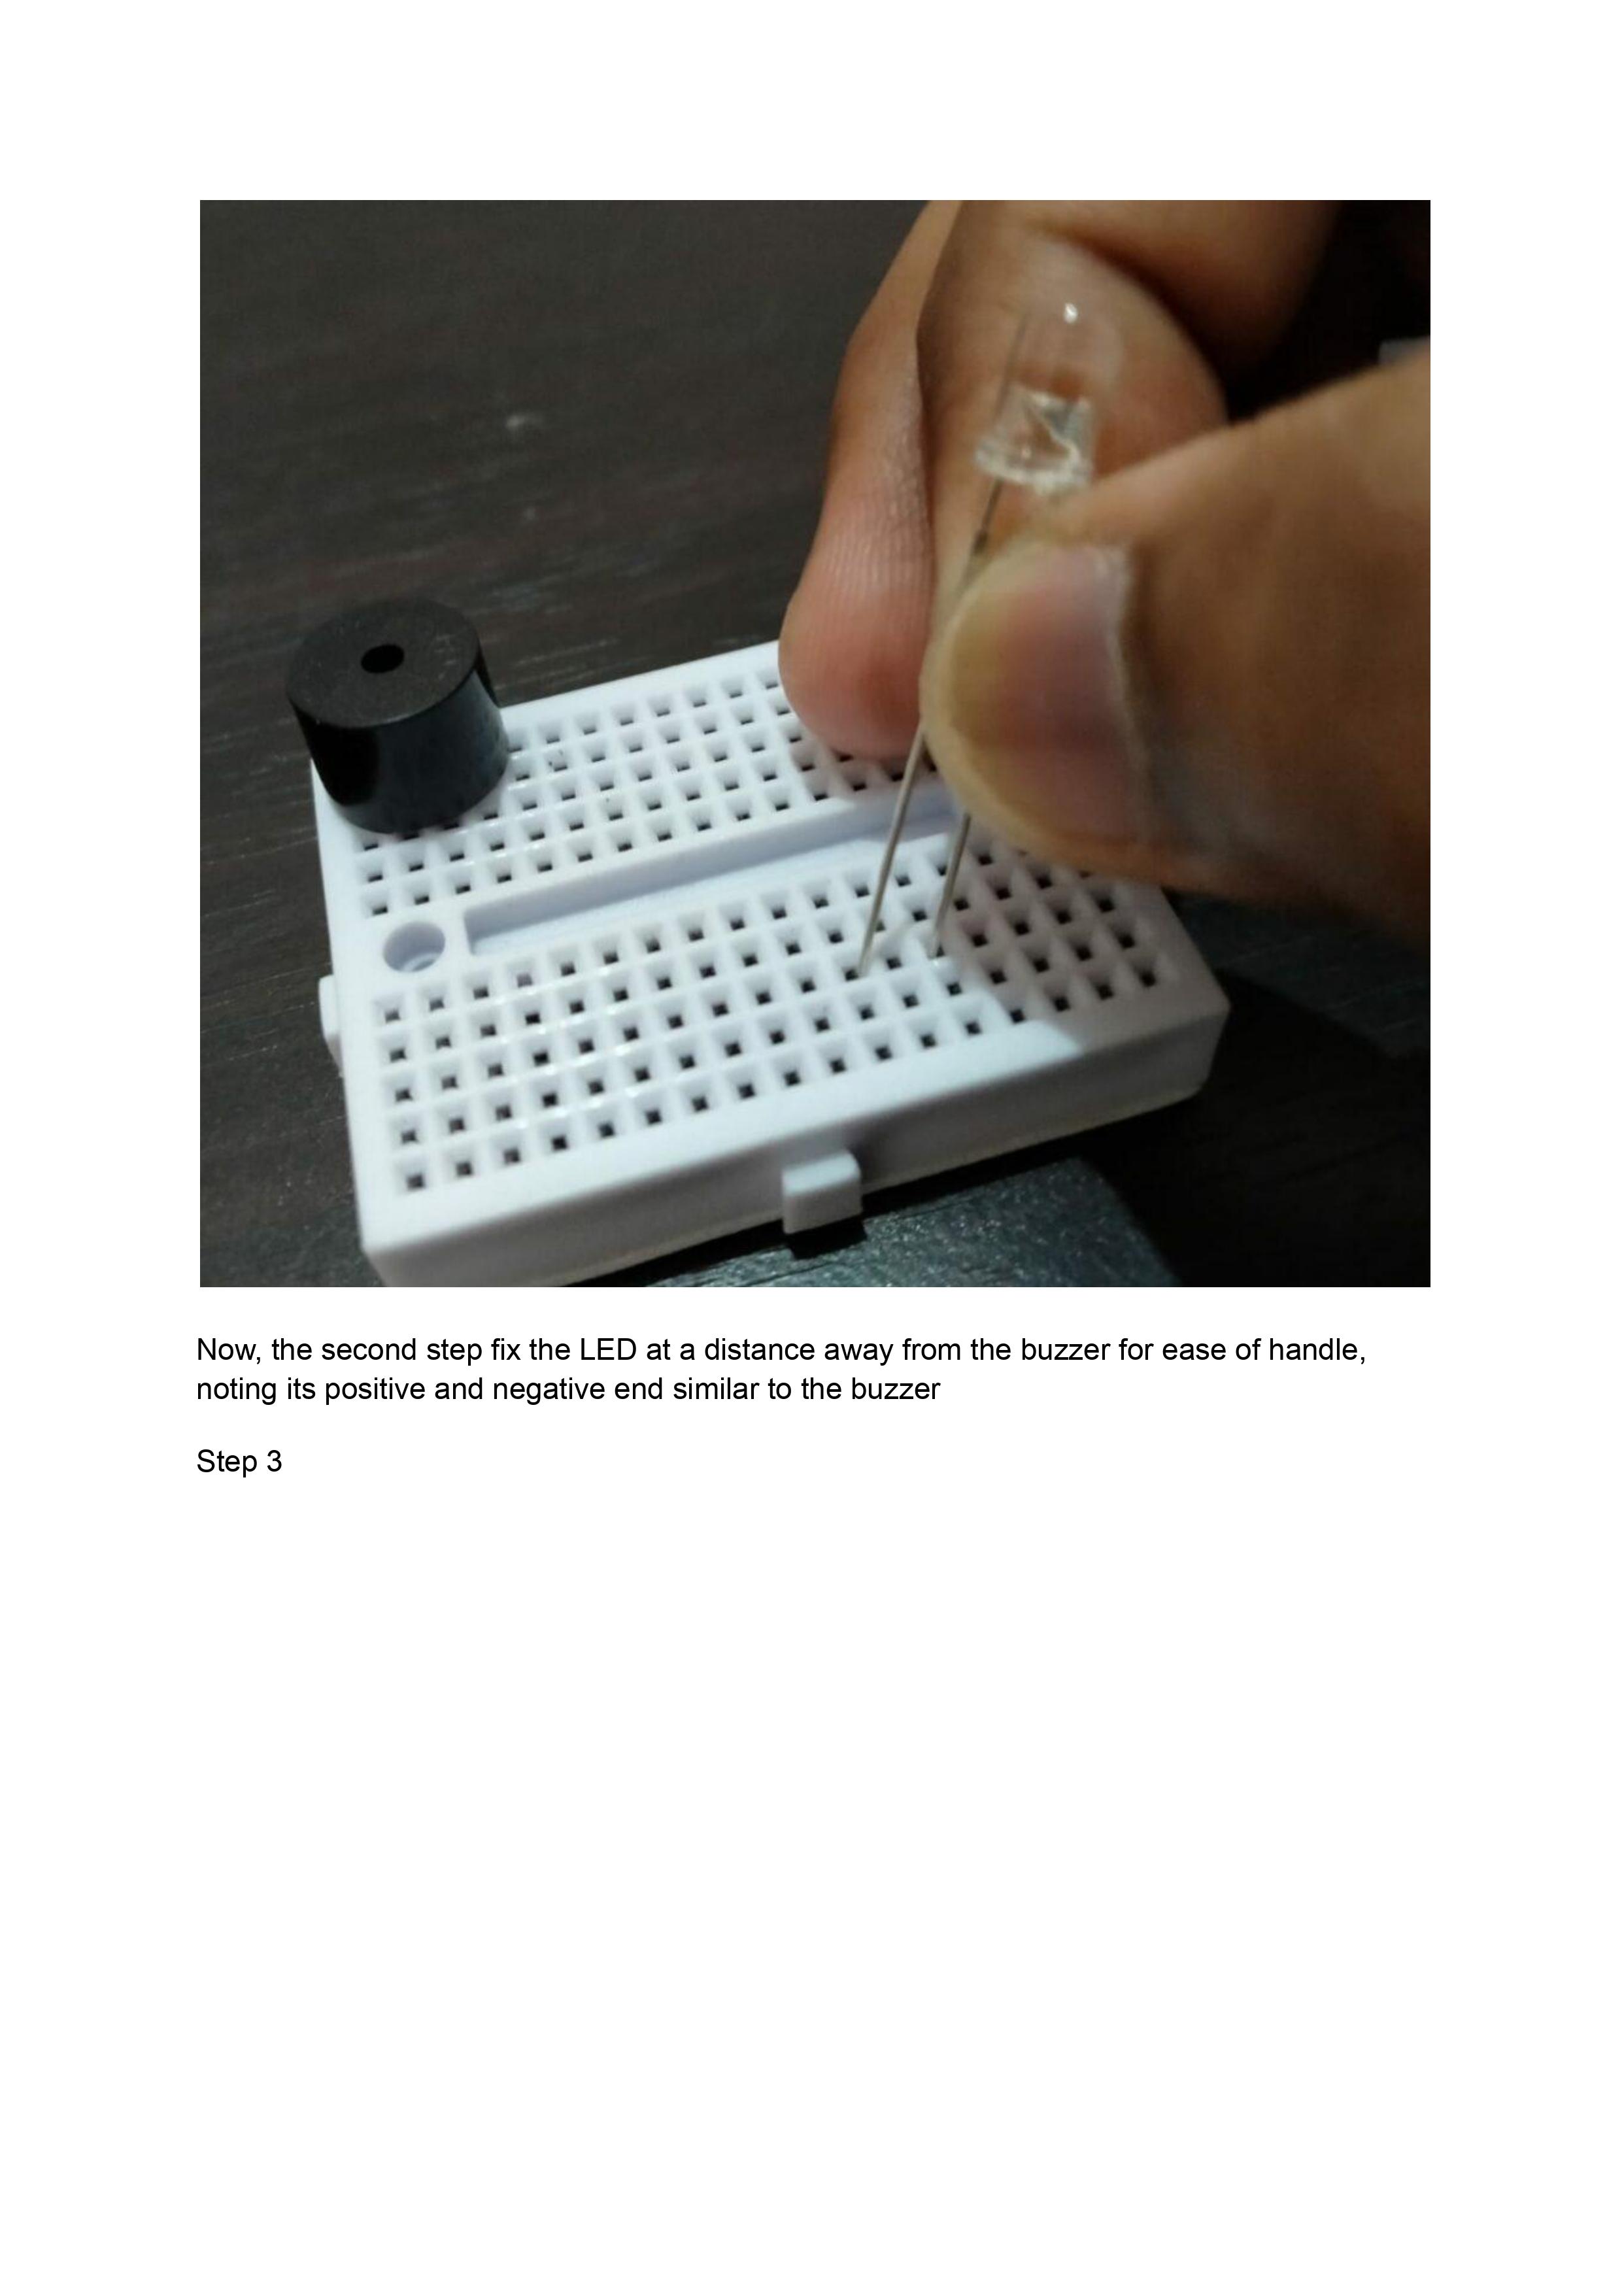 Now, the second step fix the LED at a distance away from the buzzer for ease of handle,
noting its positive and negative end similar to the buzzer
Step 3